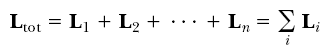 L_tot = L_1 + L_2 + · · · + L_n = ∑_i L_i